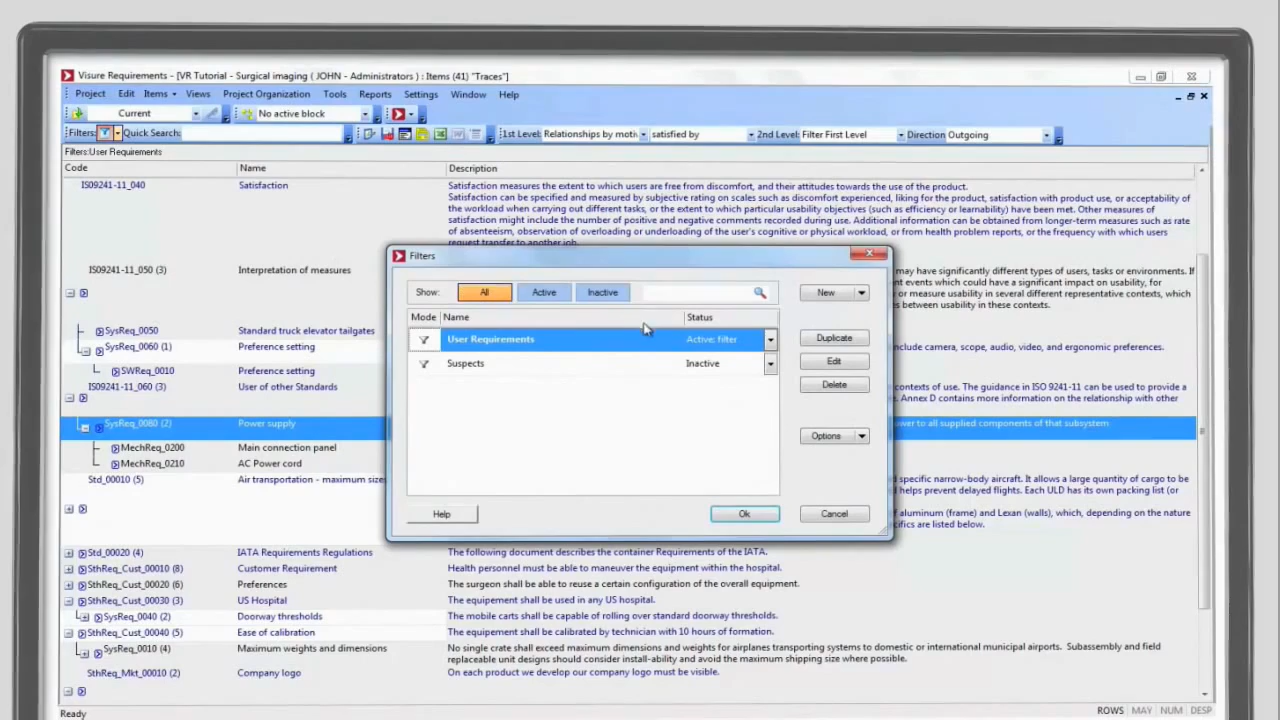 Visure Requirements - [VR Tutorial - Surgical imaging ( JOHN - Administrators ) : Items (41) "Traces"]
Project Edit Items Views Project Organization Tools Reports Settings Window Help
Current No active block
Filters: Quick Search: 1st Level: Relationships by motiv satisfied by 2nd Level: Filter First Level Direction Outgoing
Filters:User Requirements
Code Name Description
IS09241-11_040 Satisfaction Satisfaction measures the extent to which users are free from discomfort, and their attitudes towards the use of the product.
Satisfaction can be specified and measured by subjective rating on scales such as discomfort experienced, liking for the product, satisfaction with product use, or acceptability of
the workload when carrying out different tasks, or the extent to which particular usability objectives (such as efficiency or learnability) have been met. Other measures of
satisfaction might include the number of positive and negative comments recorded during use. Additional information can be obtained from longer-term measures such as rate
of absenteeism, observation of overloading or underloading of the user's cognitive or physical workload, or from health problem reports, or the frequency with which users
request transfer to another job.
IS09241-11_050 (3) Interpretation of measures may have significantly different types of users, tasks or environments. If
nt events which could have a significant impact on usability, for
y or measure usability in several different representative contexts, which
between usability in these contexts.
SysReq_0050 Standard truck elevator tailgates
SysReq_0060 (1) Preference setting include camera, scope, audio, video, and ergonomic preferences.
SWReq_0010 Preference setting
IS09241-11_060 (3) User of other Standards contexts of use. The guidance in ISO 9241-11 can be used to provide a
. Annex D contains more information on the relationship with other
SysReq_0080 (2) Power supply power to all supplied components of that subsystem
MechReq_0200 Main connection panel
MechReq_0210 AC Power cord
Std_00010 (5) Air transportation - maximum size specific narrow-body aircraft. It allows a large quantity of cargo to be
helps prevent delayed flights. Each ULD has its own packing list (or
of aluminum (frame) and Lexan (walls), which, depending on the nature
cifics are listed below.
Filters
Show: All Active Inactive New
Mode Name Status
User Requirements Active: filter Duplicate
Suspects Inactive Edit
Delete
Options
Help Ok Cancel
Std_00020 (4) IATA Requirements Regulations The following document describes the container Requirements of the IATA.
SthReq_Cust_00010 (8) Customer Requirement Health personnel must be able to maneuver the equipment within the hospital.
SthReq_Cust_00020 (6) Preferences The surgeon shall be able to reuse a certain configuration of the overall equipment.
SthReq_Cust_00030 (3) US Hospital The equipement shall be used in any US hospital.
SysReq_0040 (2) Doorway thresholds The mobile carts shall be capable of rolling over standard doorway thresholds.
SthReq_Cust_00040 (5) Ease of calibration The equipement shall be calibrated by technician with 10 hours of formation.
SysReq_0010 (4) Maximum weights and dimensions No single crate shall exceed maximum dimensions and weights for airplanes transporting systems to domestic or international municipal airports. Subassembly and field
replaceable unit designs should consider install-ability and avoid the maximum shipping size where possible.
SthReq_Mkt_00010 (2) Company logo On each product we develop our company logo must be visible.
Ready ROWS MAY NUM DESP